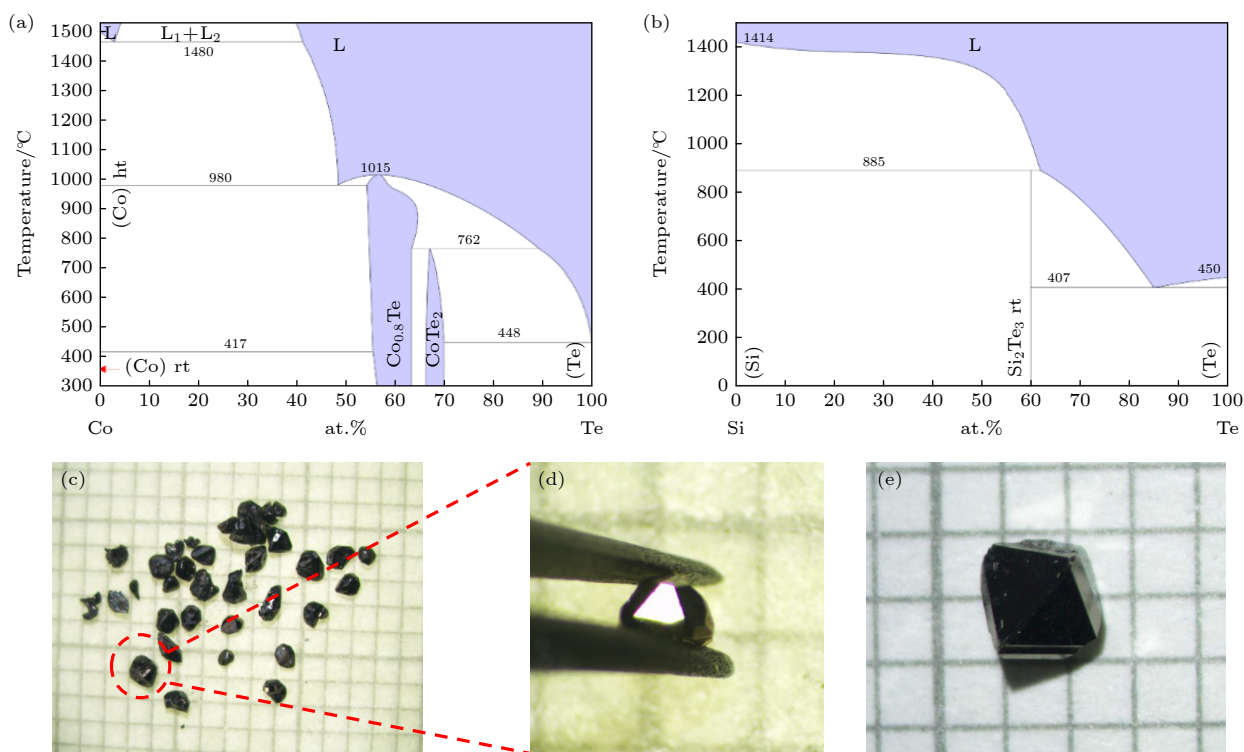 (a)
L
L₁+L₂
L
1480
1015
980
762
448
417
(Co) ht
(Co) rt
Co₀.₈Te
CoTe₂
(Te)
Temperature/℃
1500
1400
1300
1200
1100
1000
900
800
700
600
500
400
300
0 10 20 30 40 50 60 70 80 90 100
Co at.% Te
(b)
1414
L
885
450
407
(Si)
Si₂Te₃ rt
(Te)
Temperature/℃
1400
1200
1000
800
600
400
200
0
0 10 20 30 40 50 60 70 80 90 100
Si at.% Te
(c)
(d)
(e)